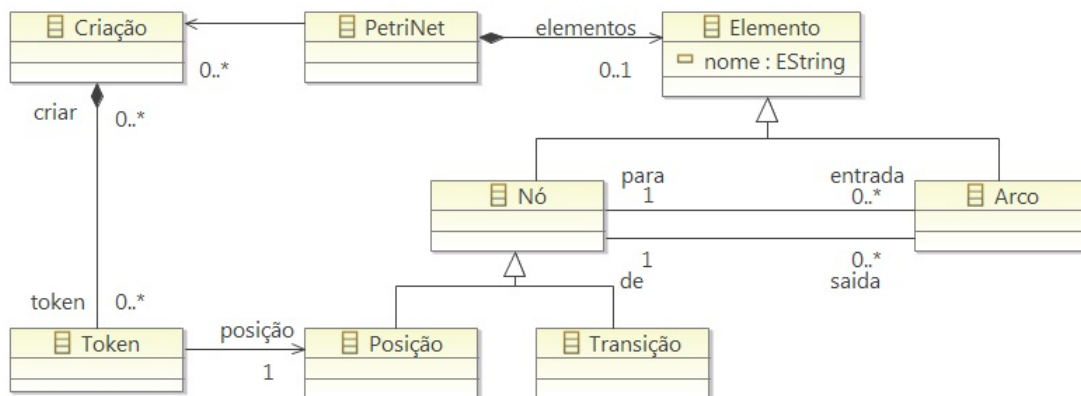 Criação
PetriNet
elementos
Elemento
nome : EString
0..*
0..1
criar
0..*
para
entrada
Nó
1
0..*
Arco
1
0..*
de
saida
token
0..*
posição
Token
1
Posição
Transição